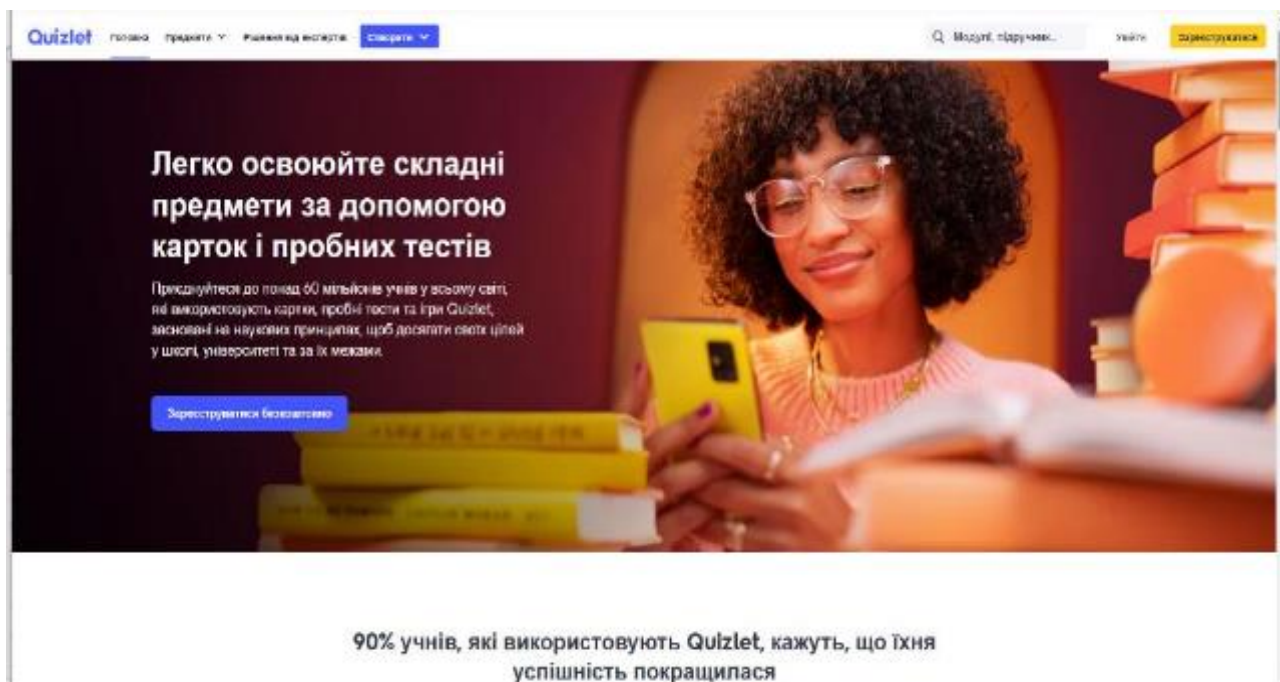 Quizlet Головна Предмети Рішення від експертів Створити Модулі, підручник... Увійти Зареєструватися
Легко освоюйте складні
предмети за допомогою
карток і пробних тестів
Приєднуйтеся до понад 60 мільйонів учнів у всьому світі,
які використовують картки, пробні тести та ігри Quizlet,
засновані на наукових принципах, щоб досягати своїх цілей
у школі, університеті та за їх межами.
Зареєструватися безкоштовно
90% учнів, які використовують Quizlet, кажуть, що їхня
успішність покращилася